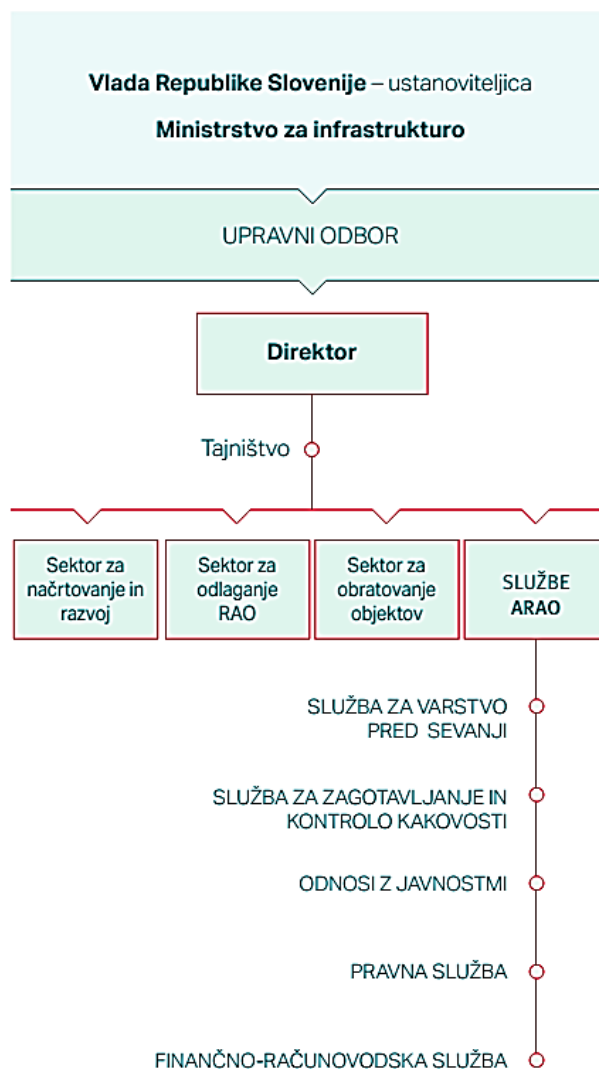 Vlada Republike Slovenije – ustanoviteljica
Ministrstvo za infrastrukturo
UPRAVNI ODBOR
Direktor
Tajništvo
Sektor za
načrtovanje in
razvoj
Sektor za
odlaganje
RAO
Sektor za
obratovanje
objektov
SLUŽBE
ARAO
SLUŽBA ZA VARSTVO
PRED SEVANJI
SLUŽBA ZA ZAGOTAVLJANJE IN
KONTROLO KAKOVOSTI
ODNOSI Z JAVNOSTMI
PRAVNA SLUŽBA
FINANČNO-RAČUNOVODSKA SLUŽBA